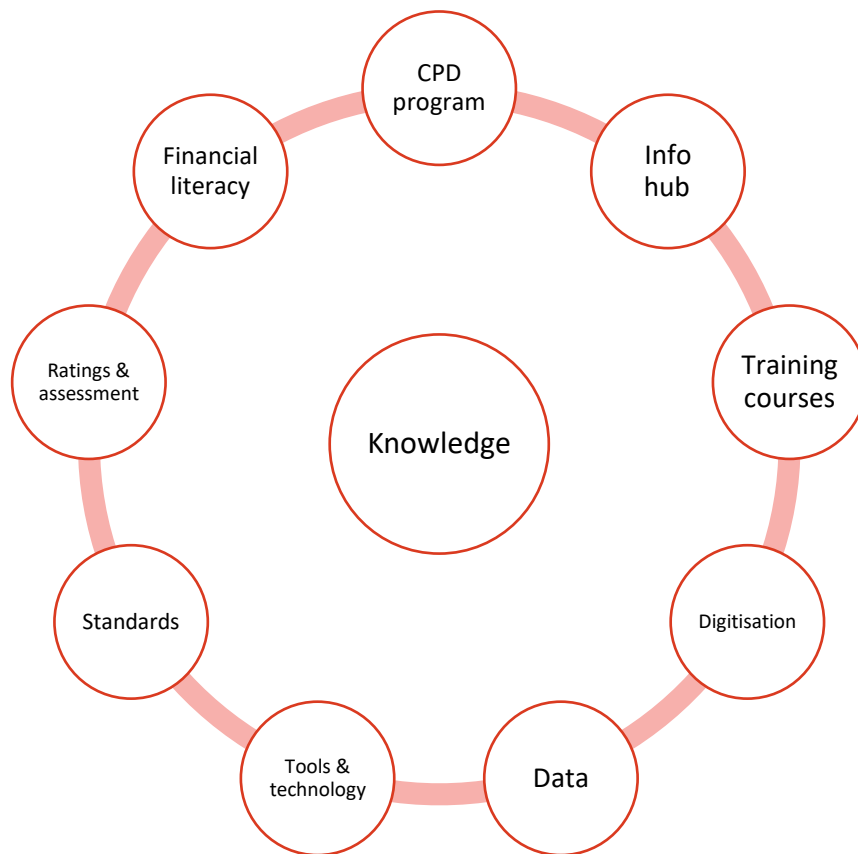 CPD
program
Info
hub
Training
courses
Digitisation
Data
Tools &
technology
Standards
Ratings &
assessment
Financial
literacy
Knowledge